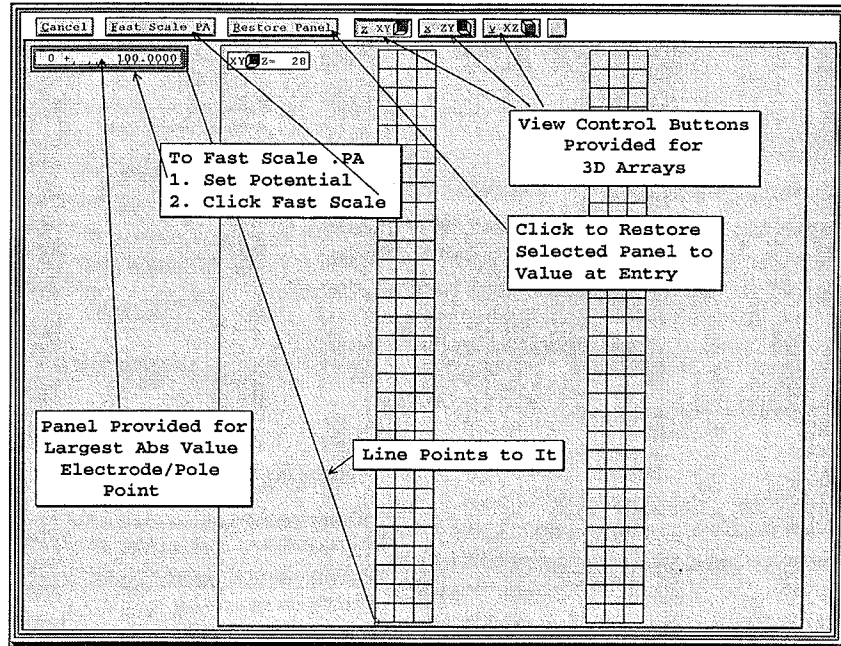 Cancel Fast Scale PA Restore Panel Z XY X ZY Y XZ
0 +, , , 100.0000
XY Z= 28
View Control Buttons
Provided for
3D Arrays
To Fast Scale .PA
1. Set Potential
2. Click Fast Scale
Click to Restore
Selected Panel to
Value at Entry
Panel Provided for
Largest Abs Value
Electrode/Pole
Point
Line Points to It